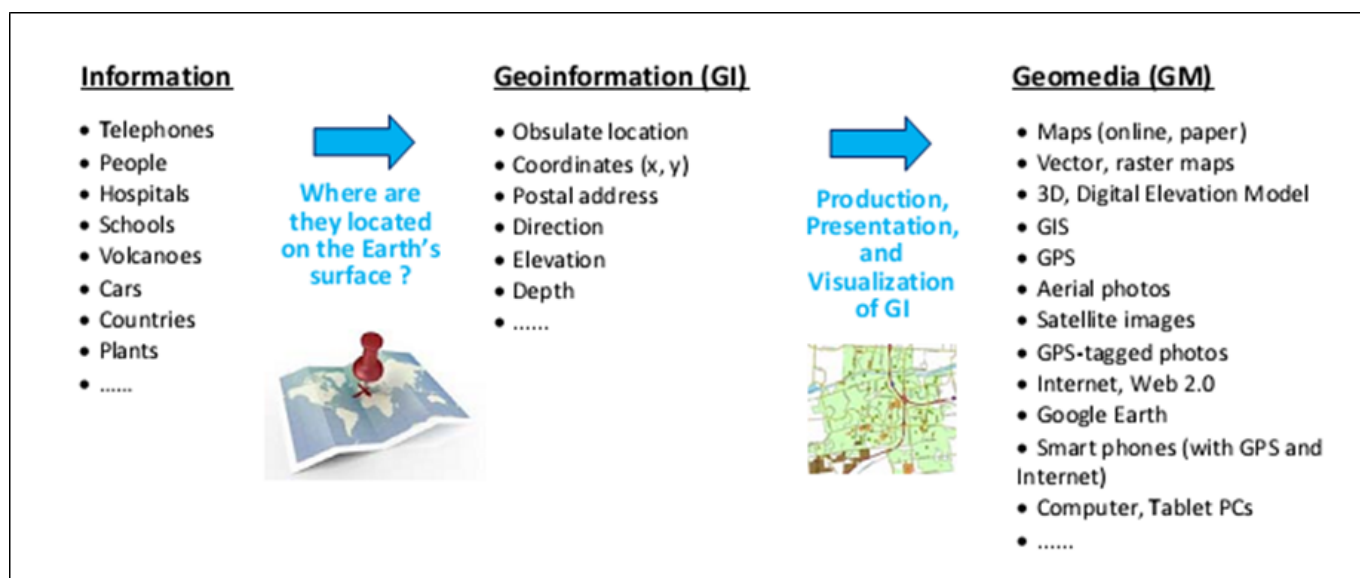 Information
• Telephones
• People
• Hospitals
• Schools
• Volcanoes
• Cars
• Countries
• Plants
• ......
Where are
they located
on the Earth's
surface ?
Geoinformation (GI)
• Obsulate location
• Coordinates (x, y)
• Postal address
• Direction
• Elevation
• Depth
• ......
Production,
Presentation,
and
Visualization
of GI
Geomedia (GM)
• Maps (online, paper)
• Vector, raster maps
• 3D, Digital Elevation Model
• GIS
• GPS
• Aerial photos
• Satellite images
• GPS-tagged photos
• Internet, Web 2.0
• Google Earth
• Smart phones (with GPS and
Internet)
• Computer, Tablet PCs
• ......